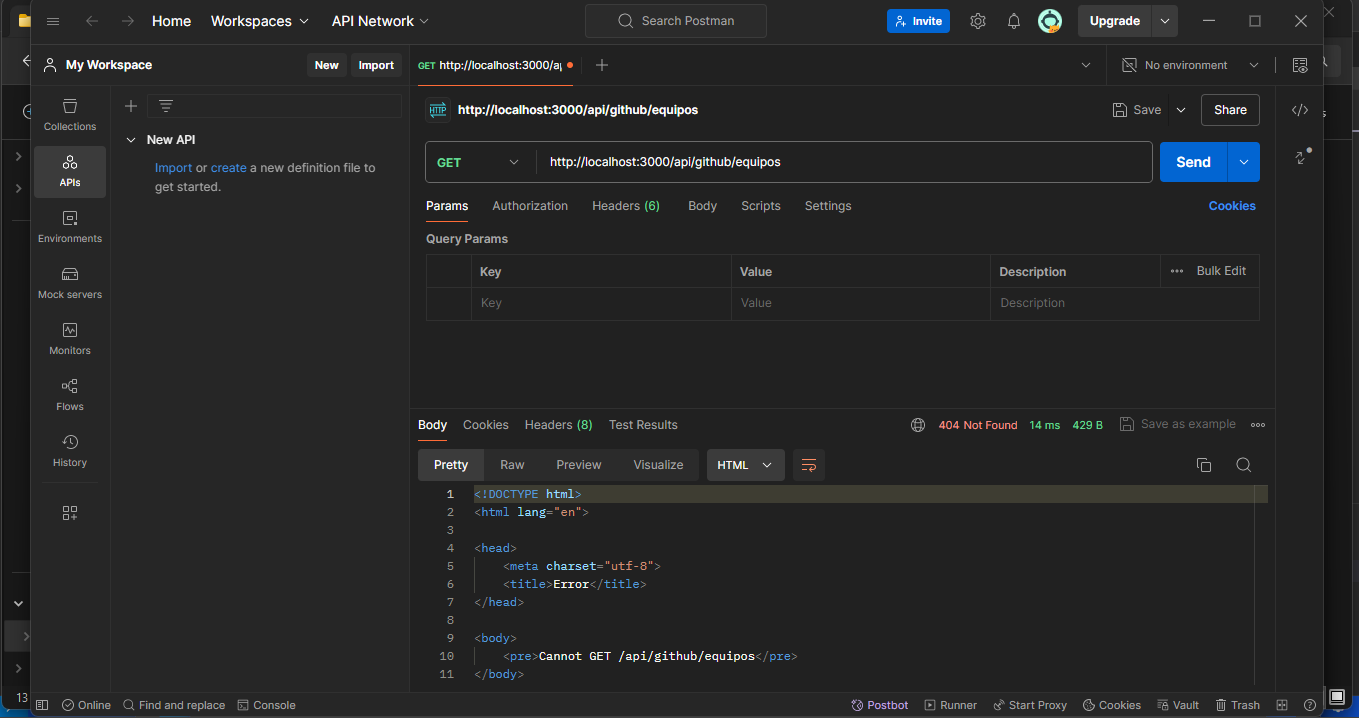 Home Workspaces API Network Search Postman Invite Upgrade
My Workspace New Import GET http://localhost:3000/a No environment
HTTP http://localhost:3000/api/github/equipos Save Share
GET http://localhost:3000/api/github/equipos Send
Params Authorization Headers (6) Body Scripts Settings Cookies
Query Params
Key Value Description Bulk Edit
Key Value Description
Collections
APIs
Environments
Mock servers
Monitors
Flows
History
New API
Import or create a new definition file to
get started.
Body Cookies Headers (8) Test Results 404 Not Found 14 ms 429 B Save as example
Pretty Raw Preview Visualize HTML
1 <!DOCTYPE html>
2 <html lang="en">
3
4 <head>
5 <meta charset="utf-8">
6 <title>Error</title>
7 </head>
8
9 <body>
10 <pre>Cannot GET /api/github/equipos</pre>
11 </body>
13
Online Find and replace Console Postbot Runner Start Proxy Cookies Vault Trash